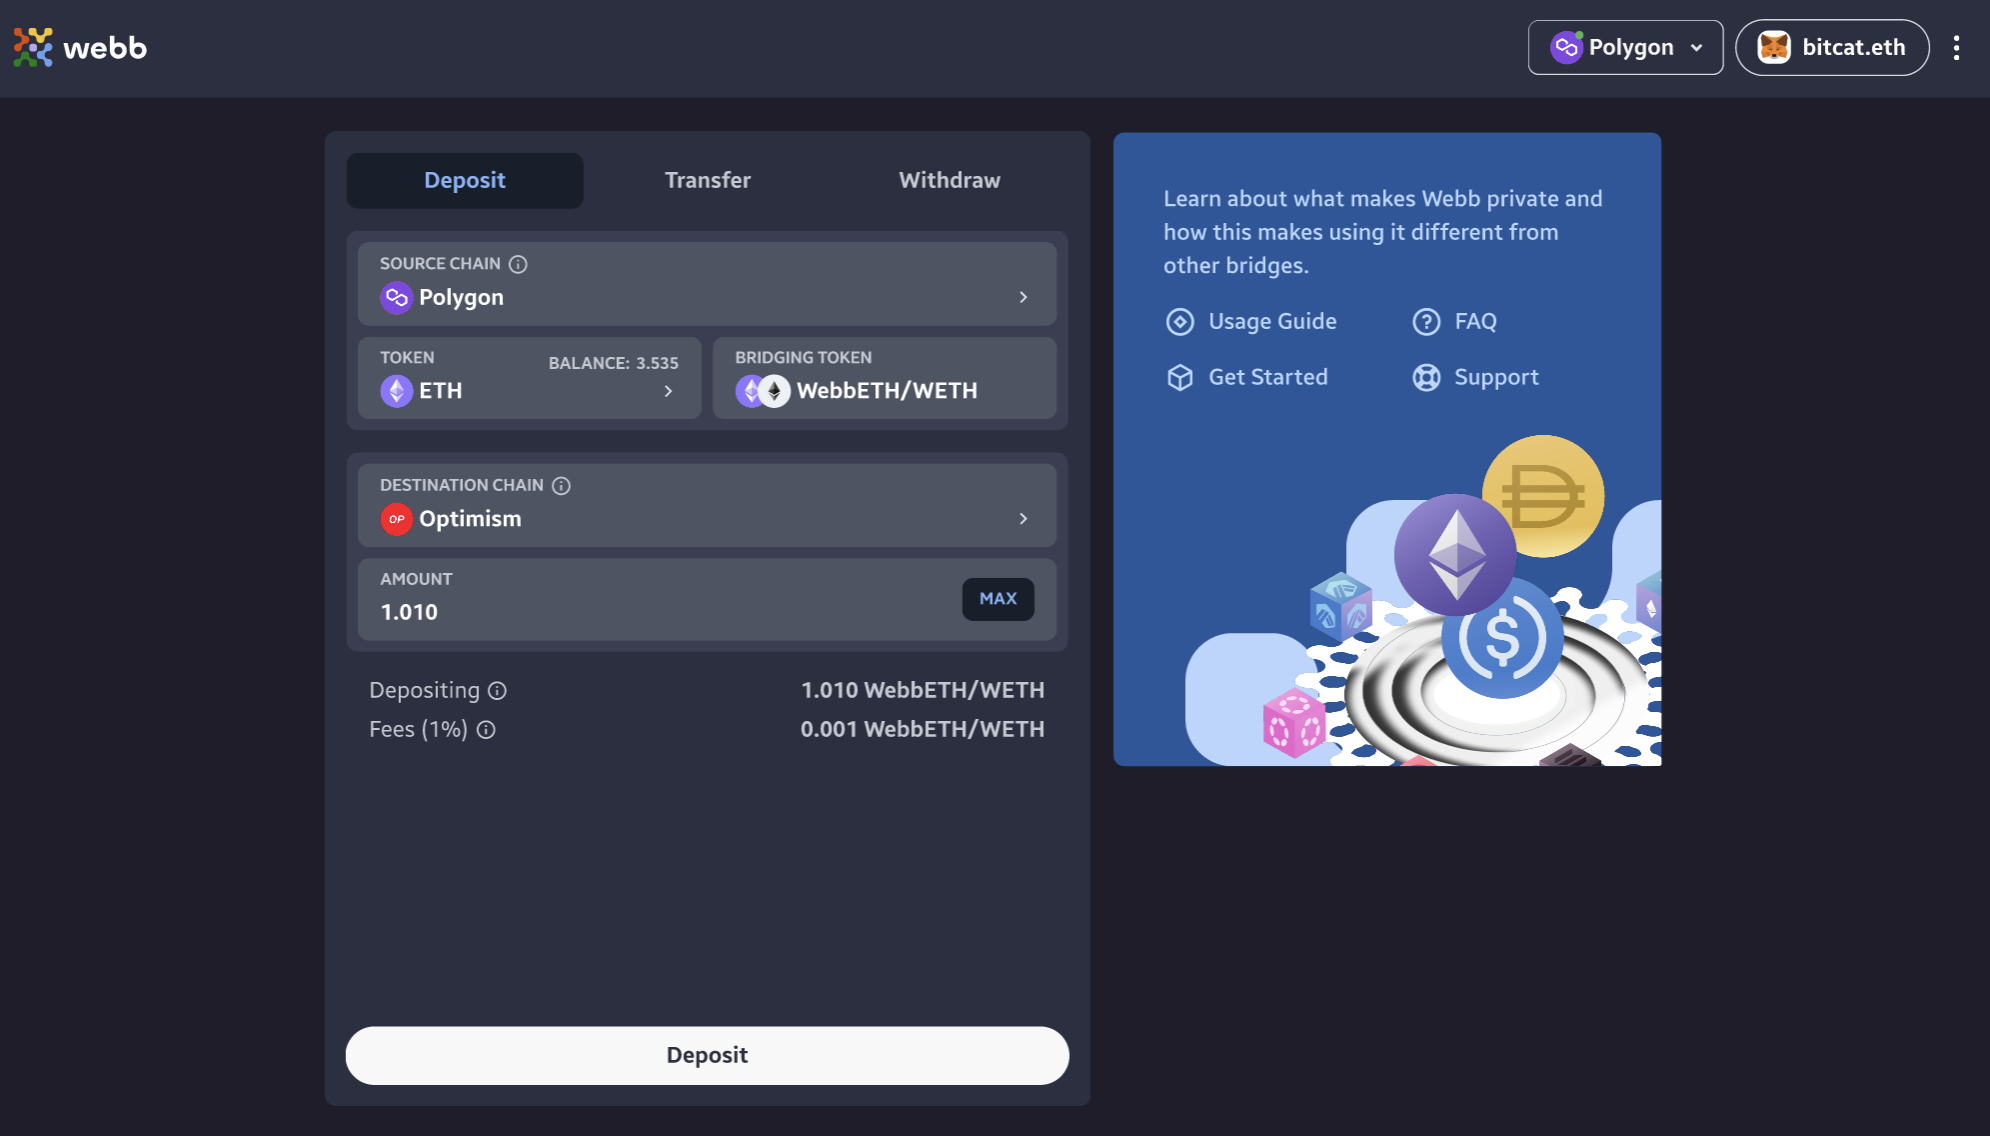 webb
Polygon
bitcat.eth
Deposit
Transfer
Withdraw
SOURCE CHAIN
Polygon
TOKEN
BALANCE: 3.535
ETH
BRIDGING TOKEN
WebbETH/WETH
DESTINATION CHAIN
OP
Optimism
AMOUNT
1.010
MAX
Depositing
1.010 WebbETH/WETH
Fees (1%)
0.001 WebbETH/WETH
Deposit
Learn about what makes Webb private and
how this makes using it different from
other bridges.
Usage Guide
FAQ
Get Started
Support